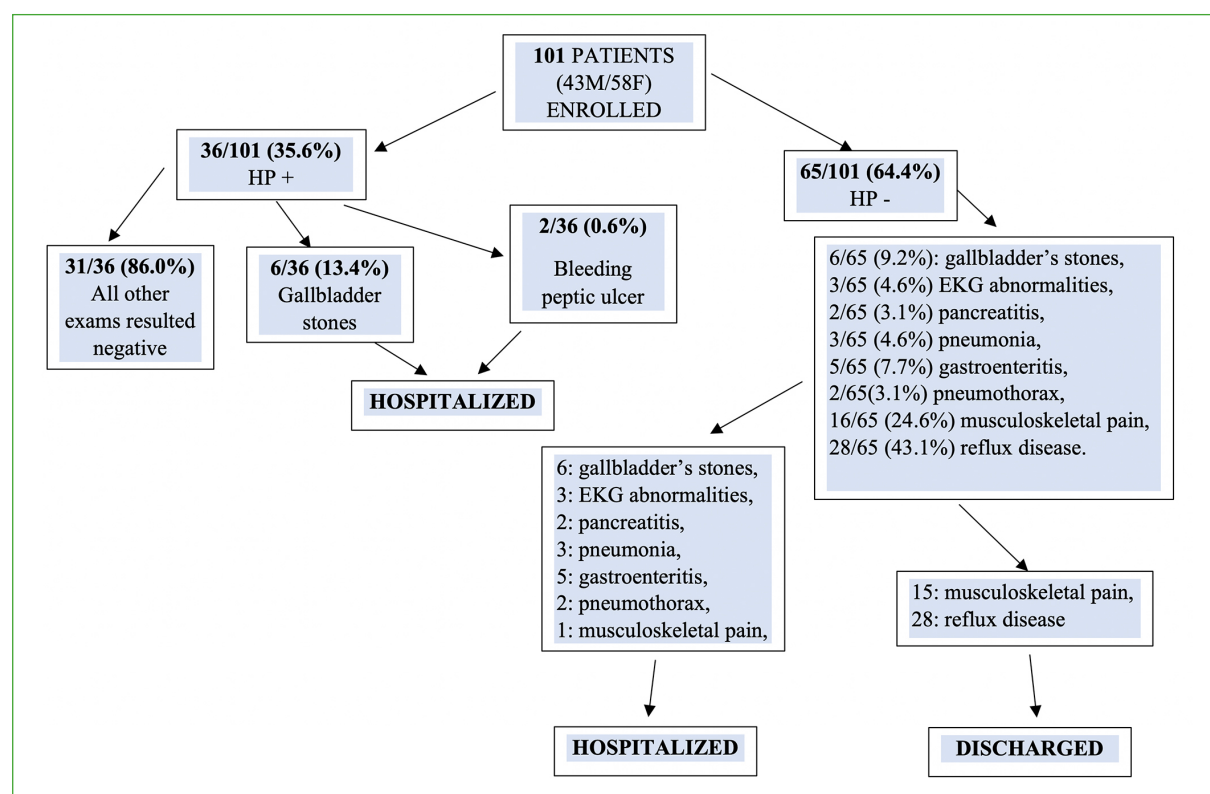 101 PATIENTS
(43M/58F)
ENROLLED
36/101 (35.6%)
HP +
65/101 (64.4%)
HP -
31/36 (86.0%)
All other
exams resulted
negative
6/36 (13.4%)
Gallbladder
stones
2/36 (0.6%)
Bleeding
peptic ulcer
HOSPITALIZED
6/65 (9.2%): gallbladder’s stones,
3/65 (4.6%) EKG abnormalities,
2/65 (3.1%) pancreatitis,
3/65 (4.6%) pneumonia,
5/65 (7.7%) gastroenteritis,
2/65(3.1%) pneumothorax,
16/65 (24.6%) musculoskeletal pain,
28/65 (43.1%) reflux disease.
6: gallbladder’s stones,
3: EKG abnormalities,
2: pancreatitis,
3: pneumonia,
5: gastroenteritis,
2: pneumothorax,
1: musculoskeletal pain,
15: musculoskeletal pain,
28: reflux disease
HOSPITALIZED
DISCHARGED